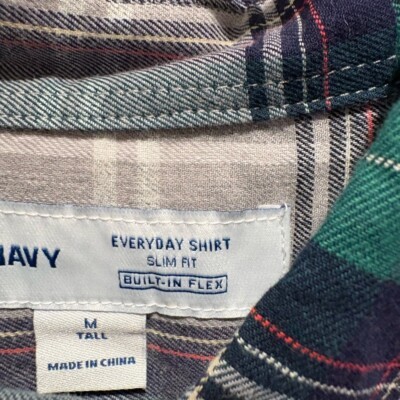 NAVY
EVERYDAY SHIRT
SLIM FIT
BUILT-IN FLEX
M
TALL
MADE IN CHINA